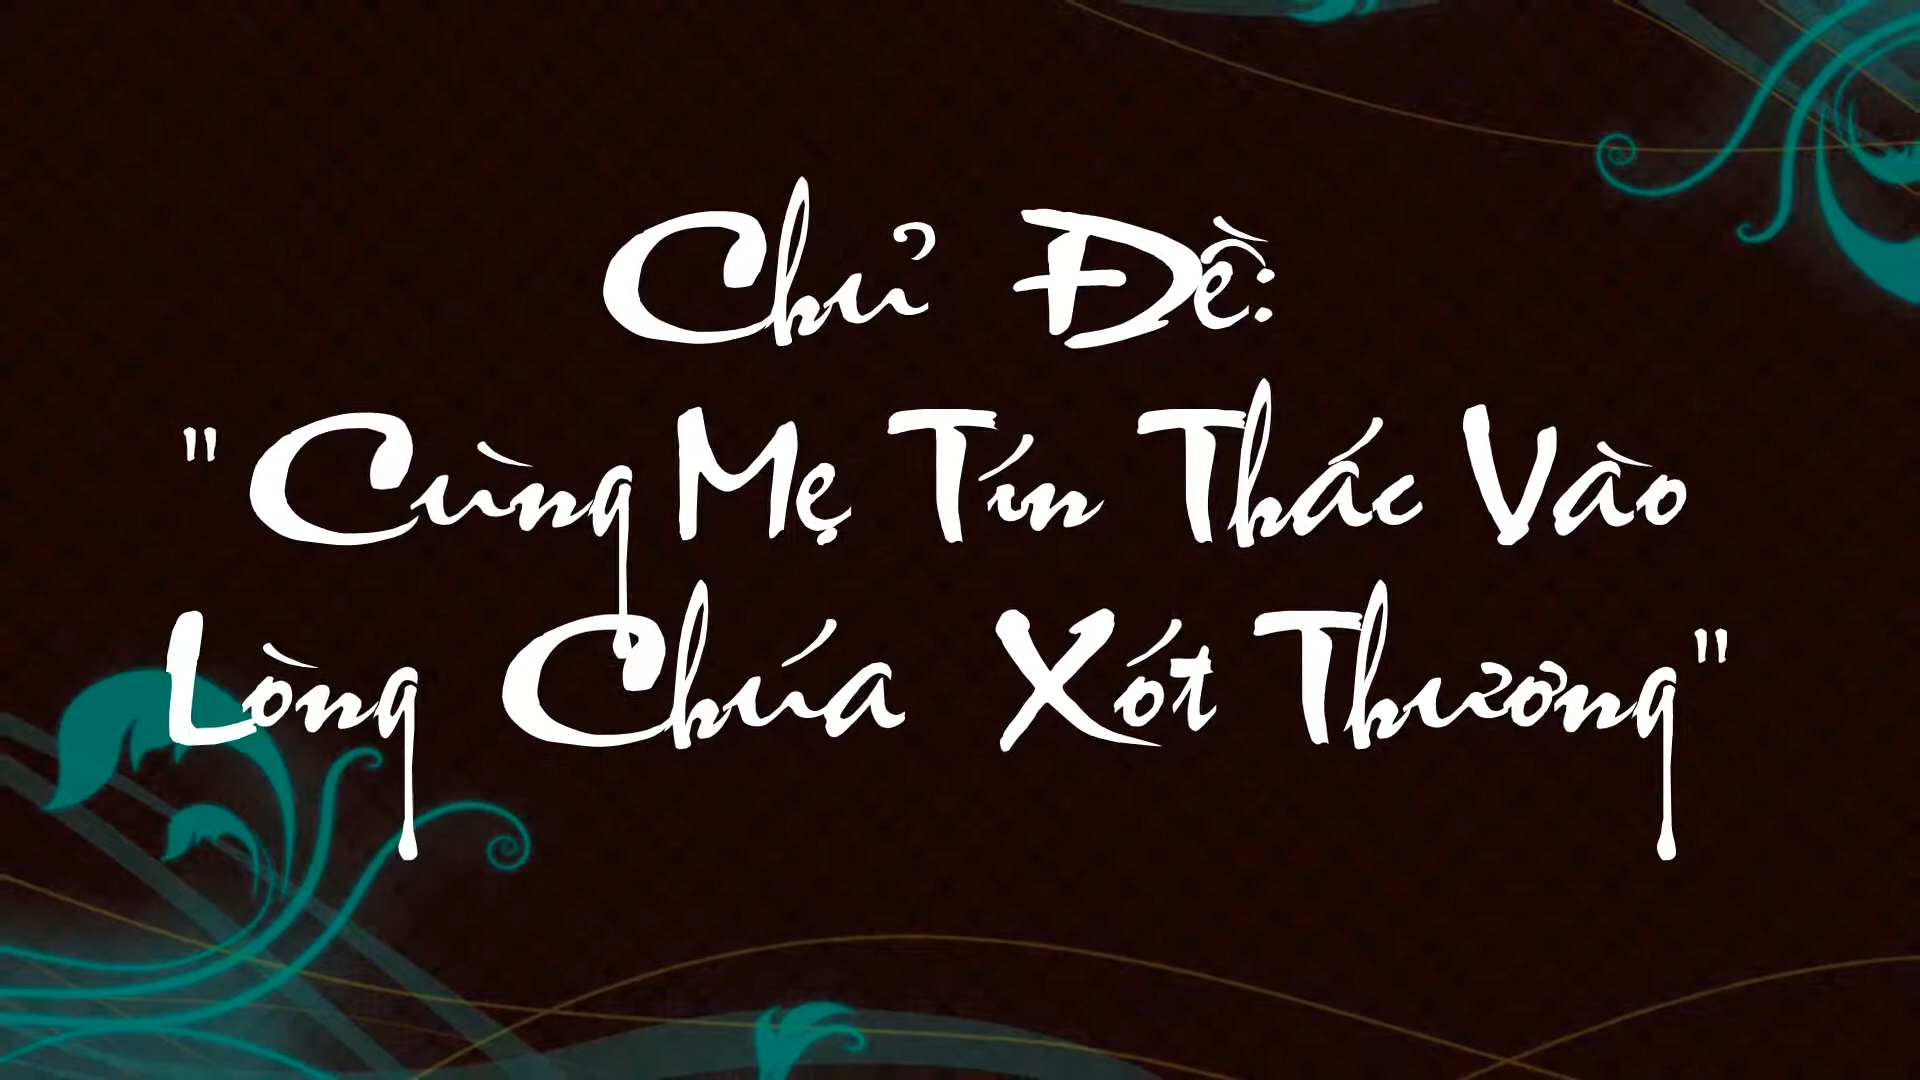 Chủ Đề:
"Cùng Mẹ Tín Thác Vào
Lòng Chúa Xót Thương"